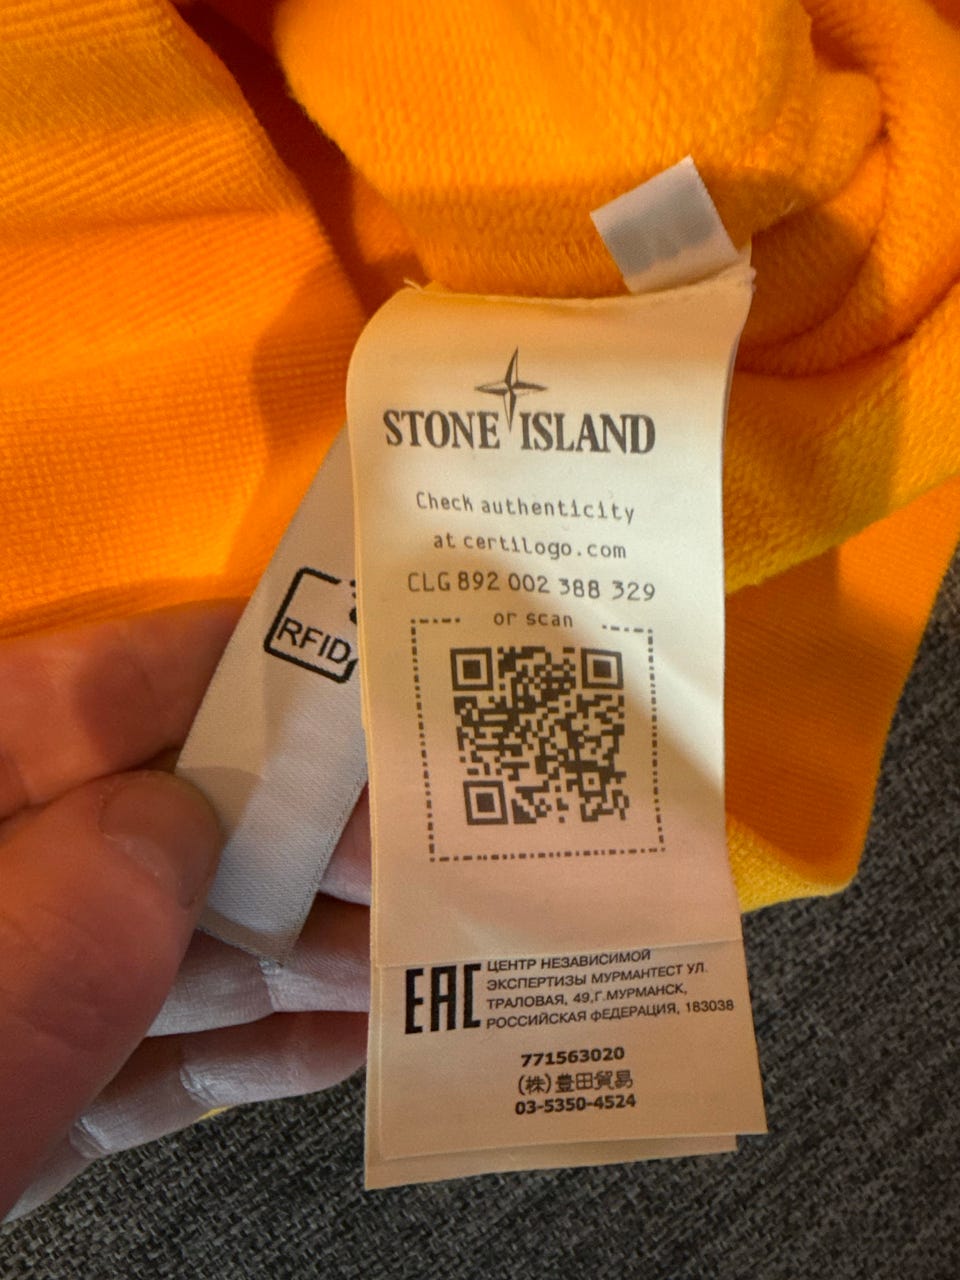 STONE ISLAND
Check authenticity
at certilogo.com
CLG 892 002 388 329
or scan
RFID
EAC
ЦЕНТР НЕЗАВИСИМОЙ
ЭКСПЕРТИЗЫ МУРМАНТЕСТ УЛ.
ТРАЛОВАЯ, 49,Г.МУРМАНСК,
РОССИЙСКАЯ ФЕДЕРАЦИЯ, 183038
771563020
(株)豊田貿易
03-5350-4524